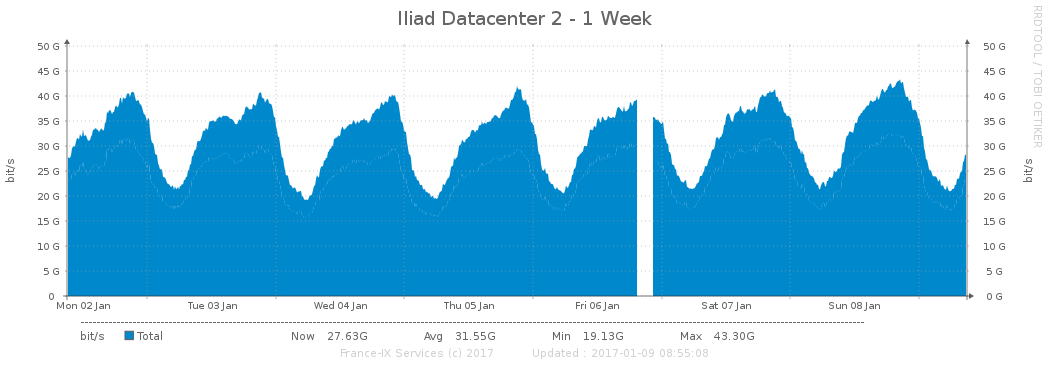 Iliad Datacenter 2 - 1 Week
RRDTOOL / TOBI OETIKER
50 G 50 G
45 G 45 G
40 G 40 G
35 G 35 G
30 G 30 G
25 G 25 G
20 G 20 G
15 G 15 G
10 G 10 G
5 G 5 G
0 0 G
bit/s bit/s
Mon 02 Jan Tue 03 Jan Wed 04 Jan Thu 05 Jan Fri 06 Jan Sat 07 Jan Sun 08 Jan
bit/s Total Now 27.63G Avg 31.55G Min 19.13G Max 43.30G
France-IX Services (c) 2017 Updated : 2017-01-09 08:55:08